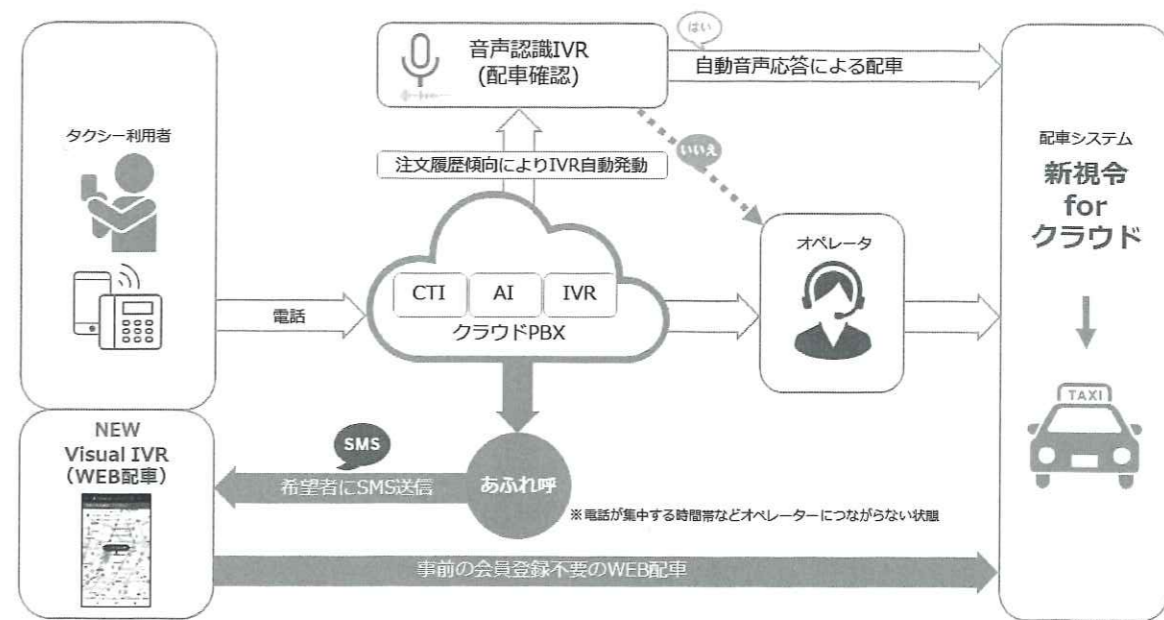 はい
音声認識IVR
(配車確認)
自動音声応答による配車
タクシー利用者
注文履歴傾向によりIVR自動発動
いいえ
配車システム
新視令
for
クラウド
オペレータ
CTI
AI
IVR
クラウドPBX
電話
TAXI
NEW
Visual IVR
(WEB配車)
SMS
希望者にSMS送信
あふれ呼
※電話が集中する時間帯などオペレーターにつながらない状態
事前の会員登録不要のWEB配車